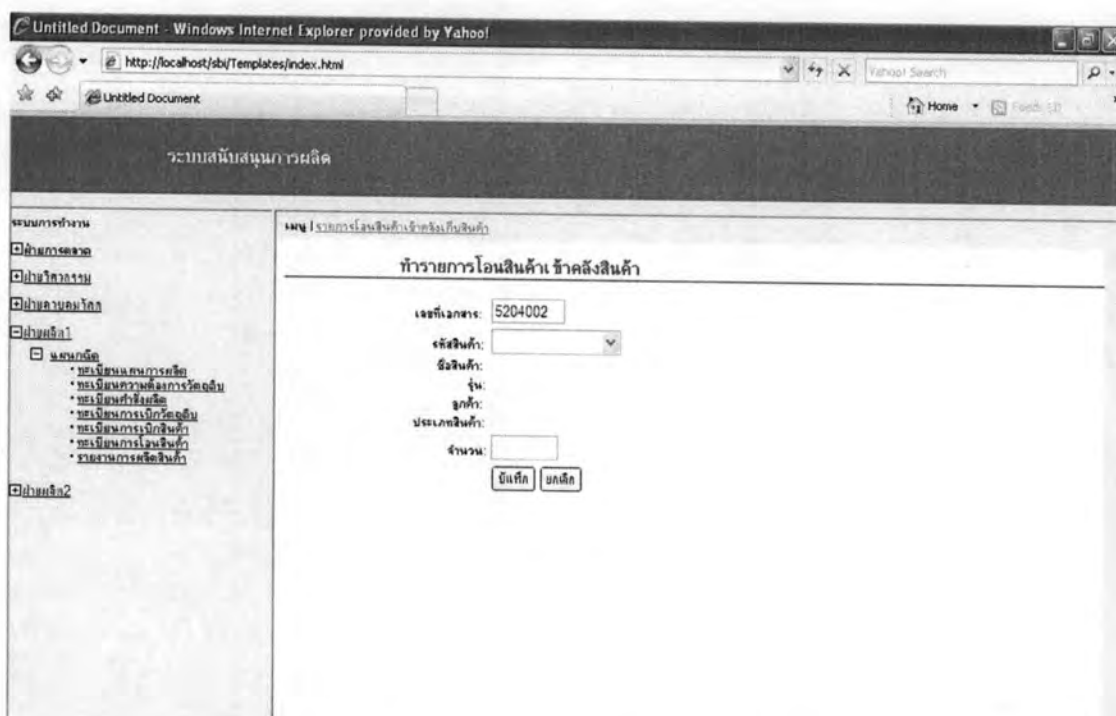 Untitled Document - Windows Internet Explorer provided by Yahoo!
http://localhost/sbi/Templates/index.html
Yahoo! Search
Untitled Document
Home
ระบบสนับสนุนการผลิต
ระบบการทำงาน
ฝ่ายการตลาด
ฝ่ายวิศวกรรม
ฝ่ายควบคุมวัสดุ
ฝ่ายผลิต1
แผนกฉีด
ทะเบียนแผนการผลิต
ทะเบียนความต้องการวัตถุดิบ
ทะเบียนคำสั่งผลิต
ทะเบียนการเบิกวัตถุดิบ
ทะเบียนการเบิกสินค้า
ทะเบียนการโอนสินค้า
รายงานการผลิตสินค้า
ฝ่ายผลิต2
เมนู | รายการโอนสินค้าเข้าคลังเก็บสินค้า
ทำรายการโอนสินค้าเข้าคลังสินค้า
เลขที่เอกสาร: 5204002
รหัสสินค้า:
ชื่อสินค้า:
รุ่น:
ลูกค้า:
ประเภทสินค้า:
จำนวน:
บันทึก ยกเลิก